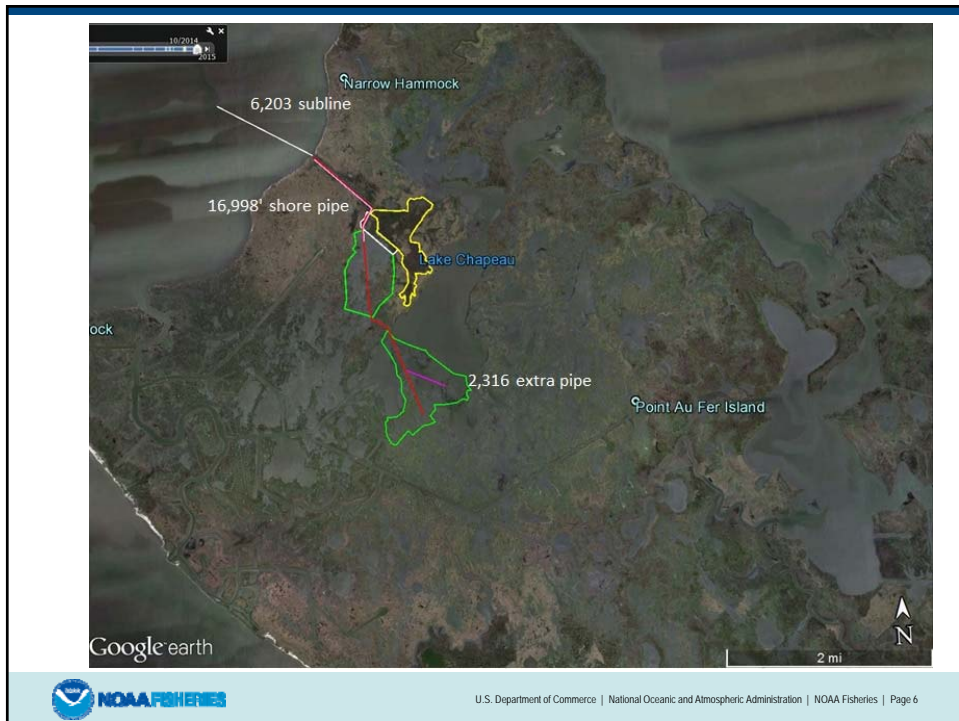 10/2014
2015
Narrow Hammock
6,203 subline
16,998' shore pipe
Lake Chapeau
ock
2,316 extra pipe
Point Au Fer Island
N
Google earth
2 mi
NOAA FISHERIES
U.S. Department of Commerce | National Oceanic and Atmospheric Administration | NOAA Fisheries | Page 6